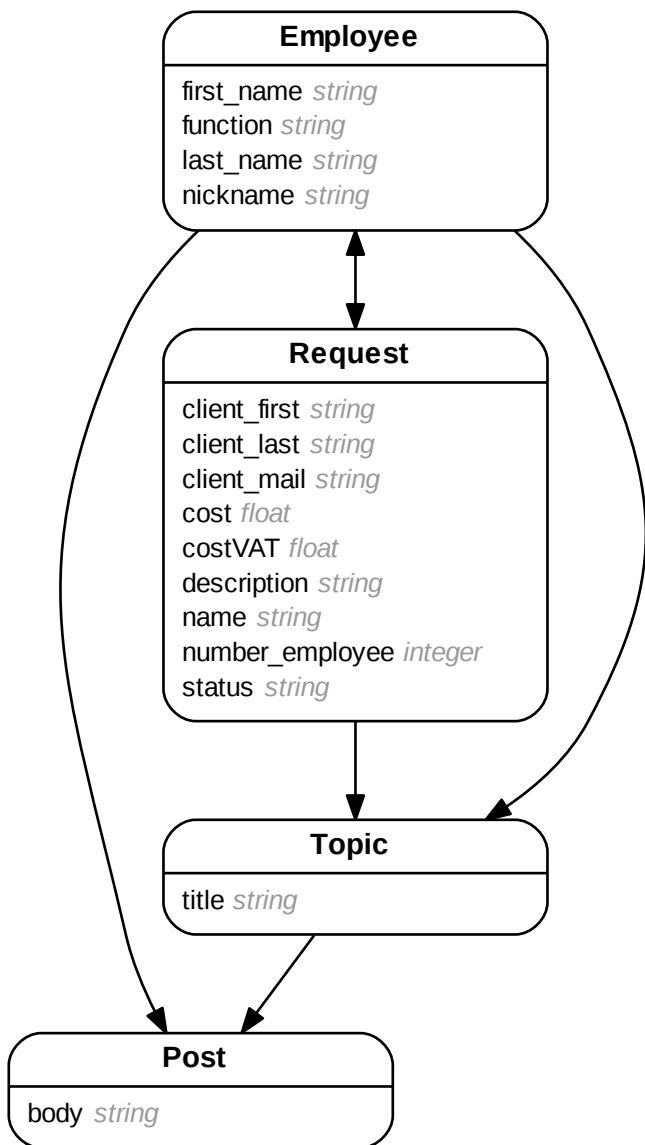 Employee
first_name string
function string
last_name string
nickname string
Request
client_first string
client_last string
client_mail string
cost float
costVAT float
description string
name string
number_employee integer
status string
Topic
title string
Post
body string